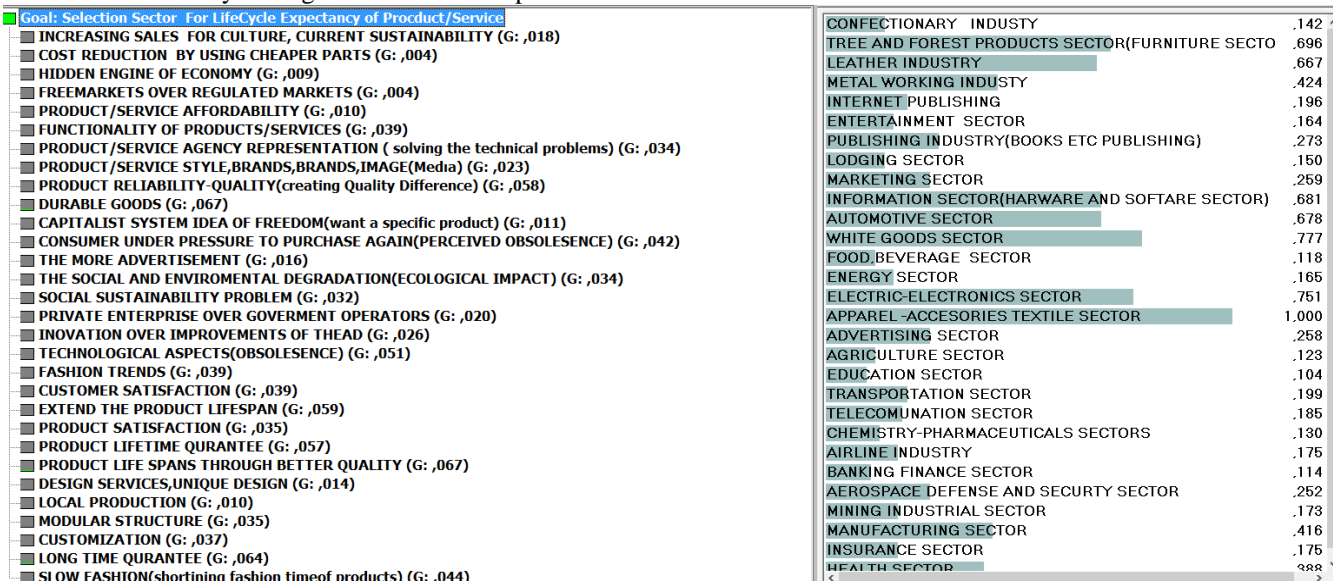 Goal: Selection Sector For LifeCycle Expectancy of Procduct/Service
INCREASING SALES FOR CULTURE, CURRENT SUSTAINABILITY (G: ,018)
COST REDUCTION BY USING CHEAPER PARTS (G: ,004)
HIDDEN ENGINE OF ECONOMY (G: ,009)
FREEMARKETS OVER REGULATED MARKETS (G: ,004)
PRODUCT/SERVICE AFFORDABILITY (G: ,010)
FUNCTIONALITY OF PRODUCTS/SERVICES (G: ,039)
PRODUCT/SERVICE AGENCY REPRESENTATION ( solving the technical problems) (G: ,034)
PRODUCT/SERVICE STYLE,BRANDS,BRANDS,IMAGE(Media) (G: ,023)
PRODUCT RELIABILITY-QUALITY(creating Quality Difference) (G: ,058)
DURABLE GOODS (G: ,067)
CAPITALIST SYSTEM IDEA OF FREEDOM(want a specific product) (G: ,011)
CONSUMER UNDER PRESSURE TO PURCHASE AGAIN(PERCEIVED OBSOLESENCE) (G: ,042)
THE MORE ADVERTISEMENT (G: ,016)
THE SOCIAL AND ENVIROMENTAL DEGRADATION(ECOLOGICAL IMPACT) (G: ,034)
SOCIAL SUSTAINABILITY PROBLEM (G: ,032)
PRIVATE ENTERPRISE OVER GOVERMENT OPERATORS (G: ,020)
INOVATION OVER IMPROVEMENTS OF THEAD (G: ,026)
TECHNOLOGICAL ASPECTS(OBSOLESENCE) (G: ,051)
FASHION TRENDS (G: ,039)
CUSTOMER SATISFACTION (G: ,039)
EXTEND THE PRODUCT LIFESPAN (G: ,059)
PRODUCT SATISFACTION (G: ,035)
PRODUCT LIFETIME QURANTEE (G: ,057)
PRODUCT LIFE SPANS THROUGH BETTER QUALITY (G: ,067)
DESIGN SERVICES,UNIQUE DESIGN (G: ,014)
LOCAL PRODUCTION (G: ,010)
MODULAR STRUCTURE (G: ,035)
CUSTOMIZATION (G: ,037)
LONG TIME QURANTEE (G: ,064)
SLOW FASHION(shortining fashion timeof products) (G: ,044)
CONFECTIONARY INDUSTY ,142
TREE AND FOREST PRODUCTS SECTOR(FURNITURE SECTO ,696
LEATHER INDUSTRY ,667
METAL WORKING INDUSTY ,424
INTERNET PUBLISHING ,196
ENTERTAINMENT SECTOR ,164
PUBLISHING INDUSTRY(BOOKS ETC PUBLISHING) ,273
LODGING SECTOR ,150
MARKETING SECTOR ,259
INFORMATION SECTOR(HARWARE AND SOFTARE SECTOR) ,681
AUTOMOTIVE SECTOR ,678
WHITE GOODS SECTOR ,777
FOOD,BEVERAGE SECTOR ,118
ENERGY SECTOR ,165
ELECTRIC-ELECTRONICS SECTOR ,751
APPAREL -ACCESORIES TEXTILE SECTOR 1,000
ADVERTISING SECTOR ,258
AGRICULTURE SECTOR ,123
EDUCATION SECTOR ,104
TRANSPORTATION SECTOR ,199
TELECOMUNATION SECTOR ,185
CHEMISTRY-PHARMACEUTICALS SECTORS ,130
AIRLINE INDUSTRY ,175
BANKING FINANCE SECTOR ,114
AEROSPACE DEFENSE AND SECURTY SECTOR ,252
MINING INDUSTRIAL SECTOR ,173
MANUFACTURING SECTOR ,416
INSURANCE SECTOR ,175
HEALTH SECTOR ,388